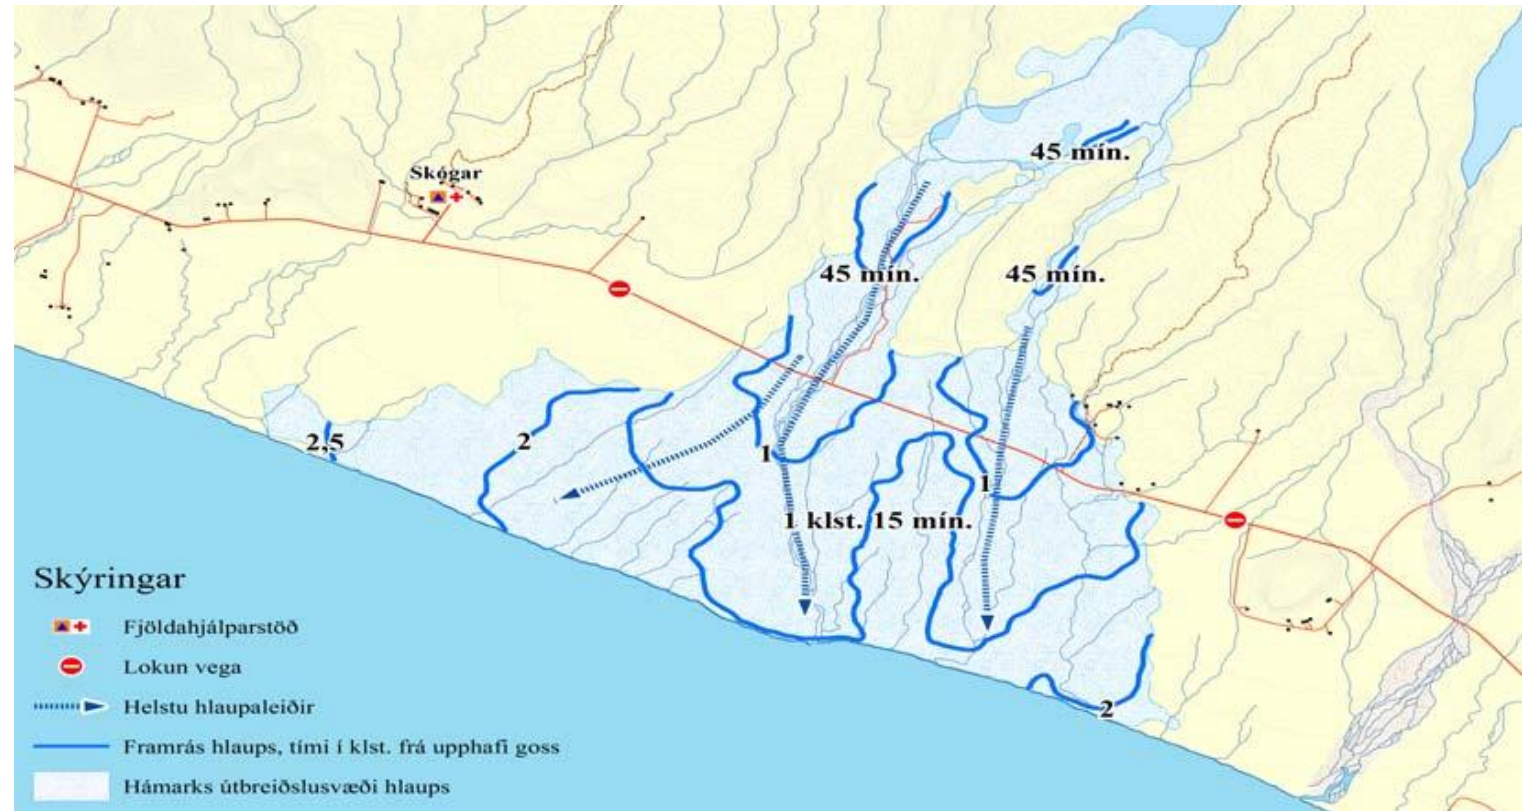 45 mín.
Skógar
45 mín.
45 mín.
2,5
2
1
1
1 klst. 15 mín.
2
Skýringar
Fjöldahjálparstöð
Lokun vega
Helstu hlaupaleiðir
Framrás hlaups, tími í klst. frá upphafi goss
Hámarks útbreiðslusvæði hlaups